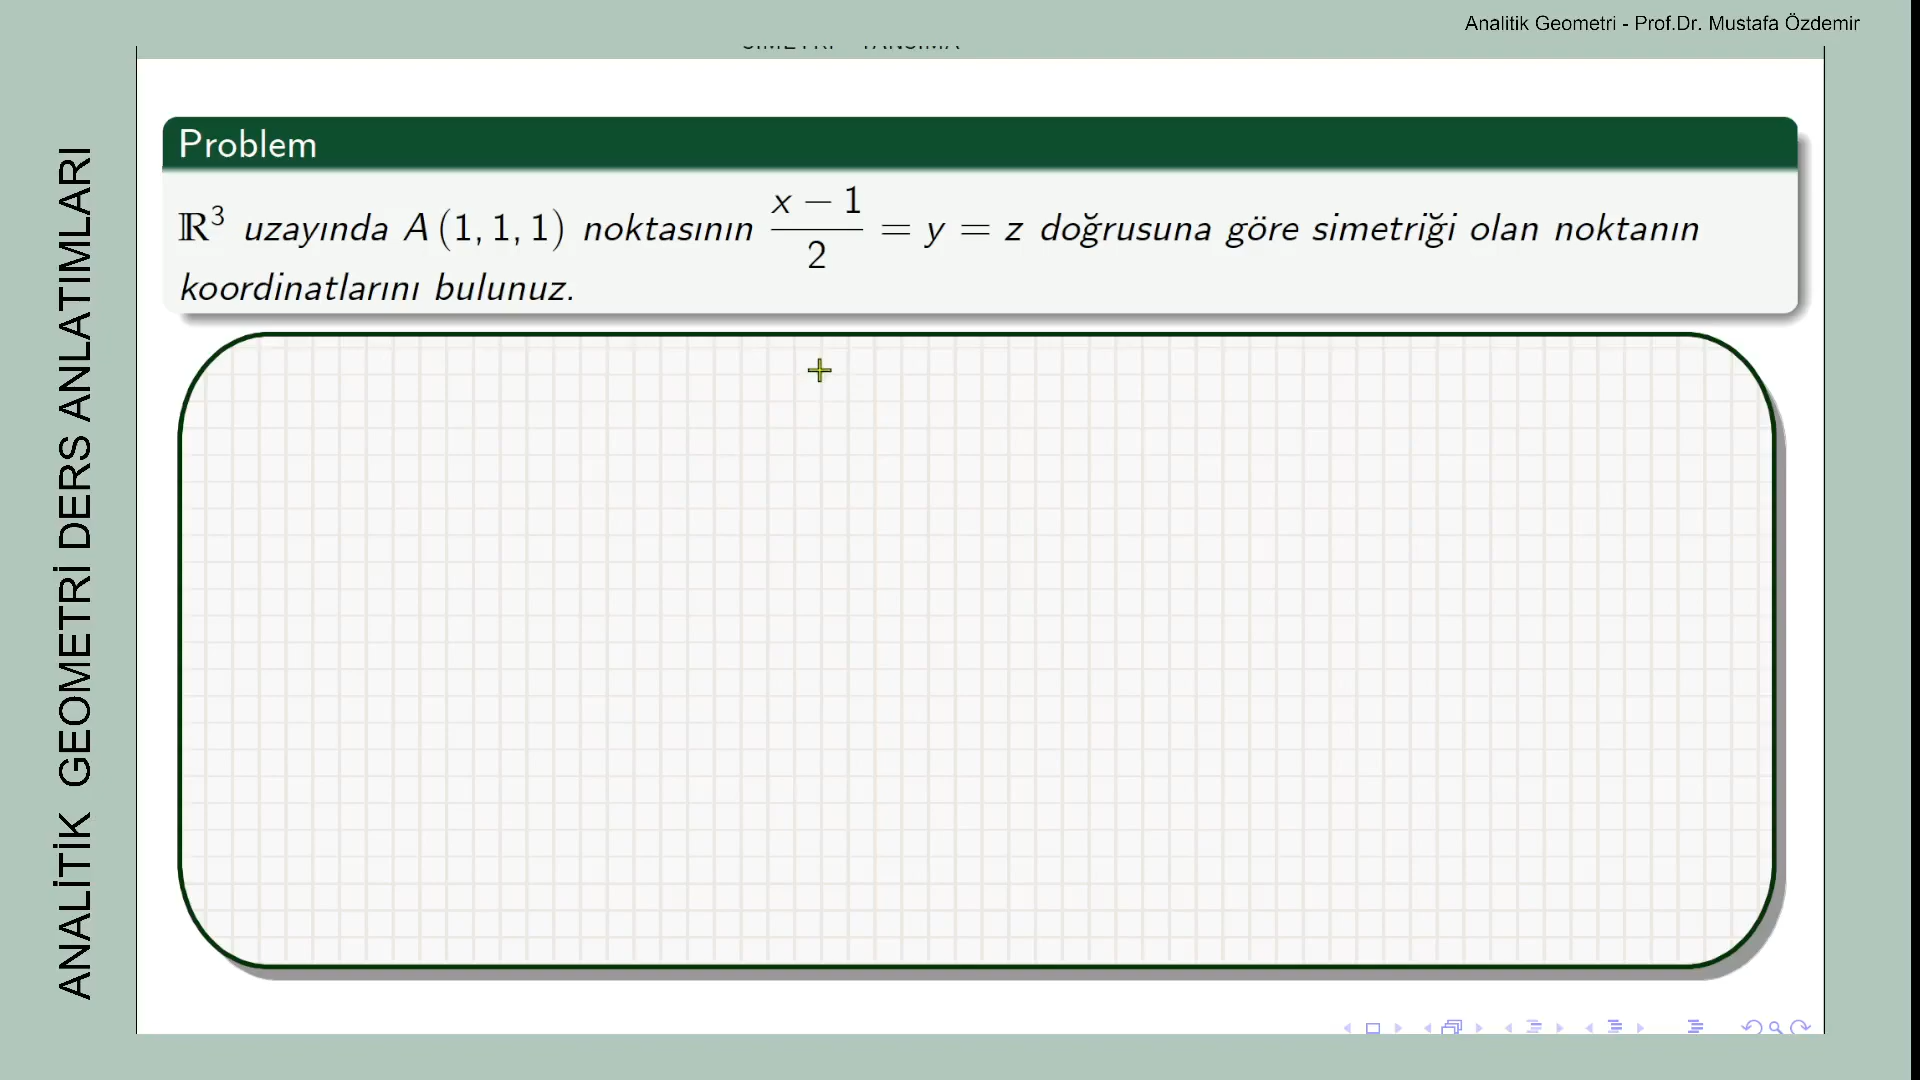 Analitik Geometri - Prof.Dr. Mustafa Özdemir
ANALİTİK GEOMETRİ DERS ANLATIMLARI
Problem
ℝ³ uzayında A (1, 1, 1) noktasının (x − 1)/2 = y = z doğrusuna göre simetriği olan noktanın
koordinatlarını bulunuz.